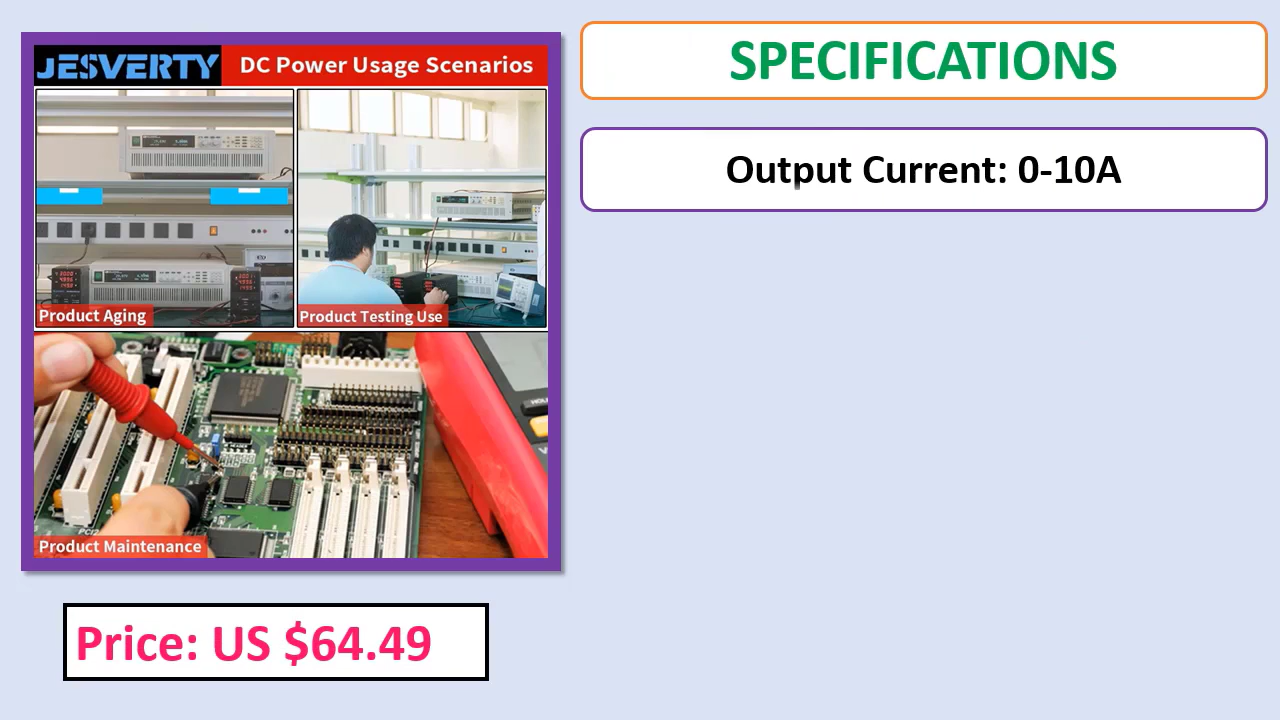 JESVERTY DC Power Usage Scenarios
Product Aging
Product Testing Use
Product Maintenance
Price: US $64.49
SPECIFICATIONS
Output Current: 0-10A